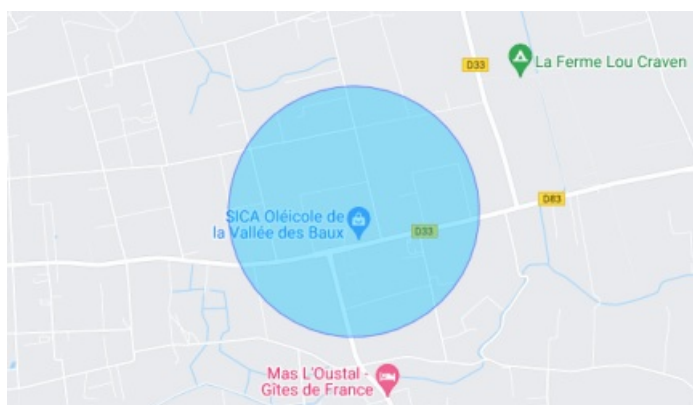 D33
La Ferme Lou Craven
D83
SICA Oléicole de
la Vallée des Baux
D33
Mas L'Oustal -
Gîtes de France